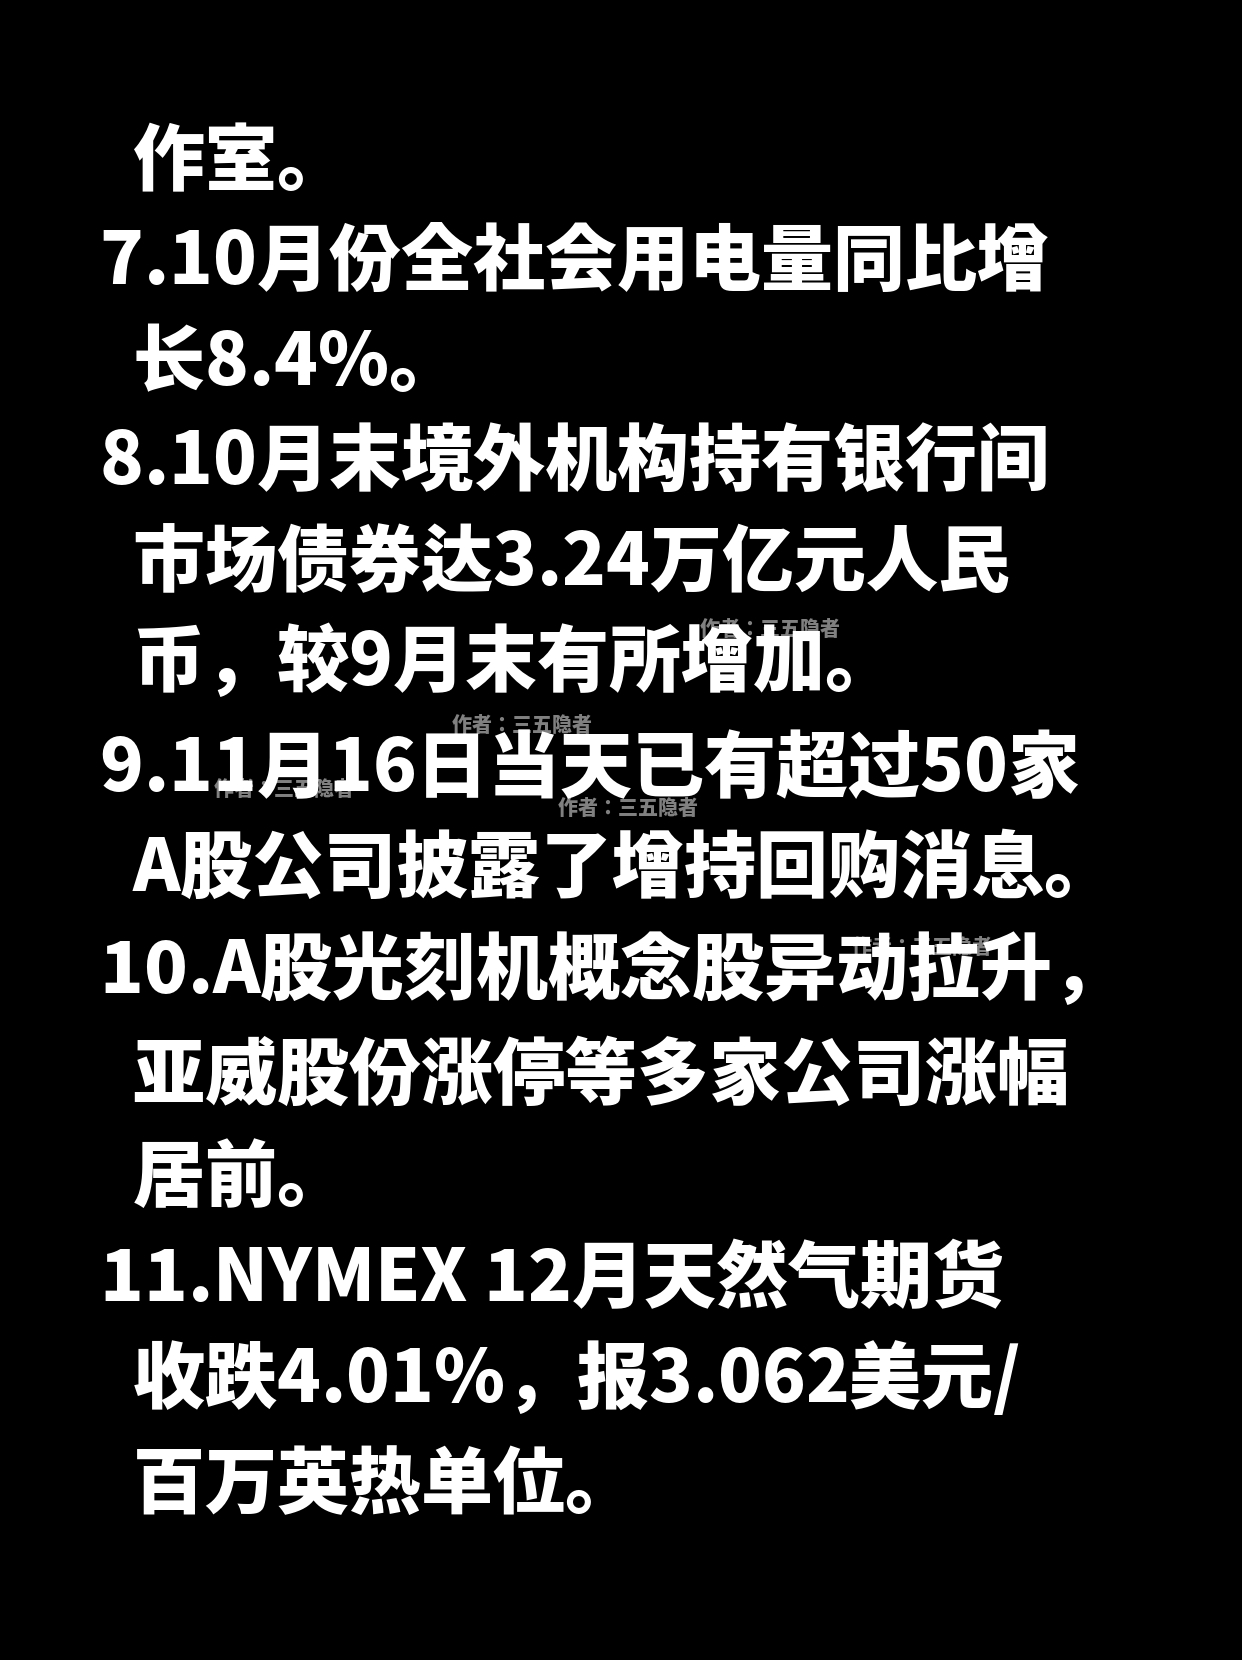 作室。
7.10月份全社会用电量同比增
长8.4%。
8.10月末境外机构持有银行间
市场债券达3.24万亿元人民
作者：三五隐者
币，较9月末有所增加。
作者：三五隐者
9.11月16日当天已有超过50家
作者：三五隐者
作者：三五隐者
A股公司披露了增持回购消息。
作者：三五隐者
10.A股光刻机概念股异动拉升，
亚威股份涨停等多家公司涨幅
居前。
11.NYMEX 12月天然气期货
收跌4.01%，报3.062美元/
百万英热单位。